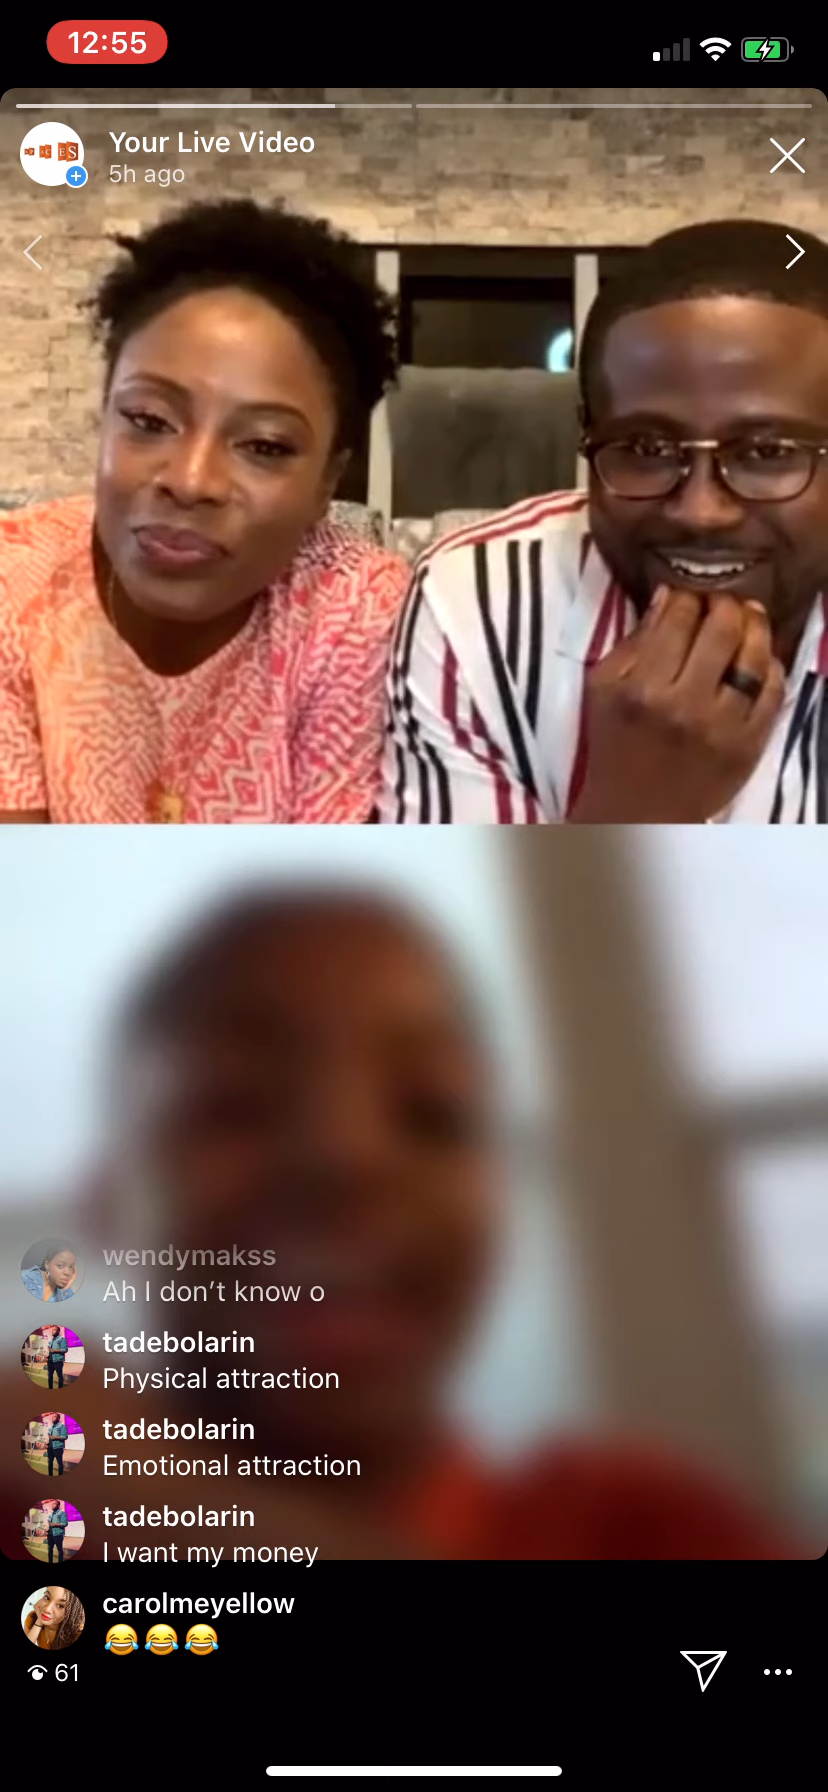 12:55
Your Live Video
5h ago
wendymakss
Ah I don't know o
tadebolarin
Physical attraction
tadebolarin
Emotional attraction
tadebolarin
I want my money
carolmeyellow
😂😂😂
61